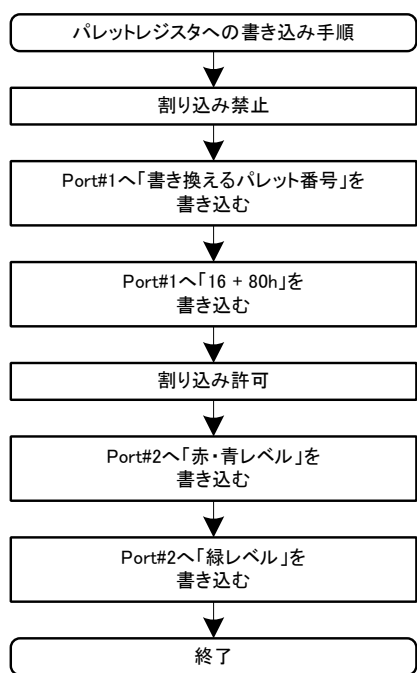 パレットレジスタへの書き込み手順
割り込み禁止
Port#1へ「書き換えるパレット番号」を
書き込む
Port#1へ「16 + 80h」を
書き込む
割り込み許可
Port#2へ「赤・青レベル」を
書き込む
Port#2へ「緑レベル」を
書き込む
終了